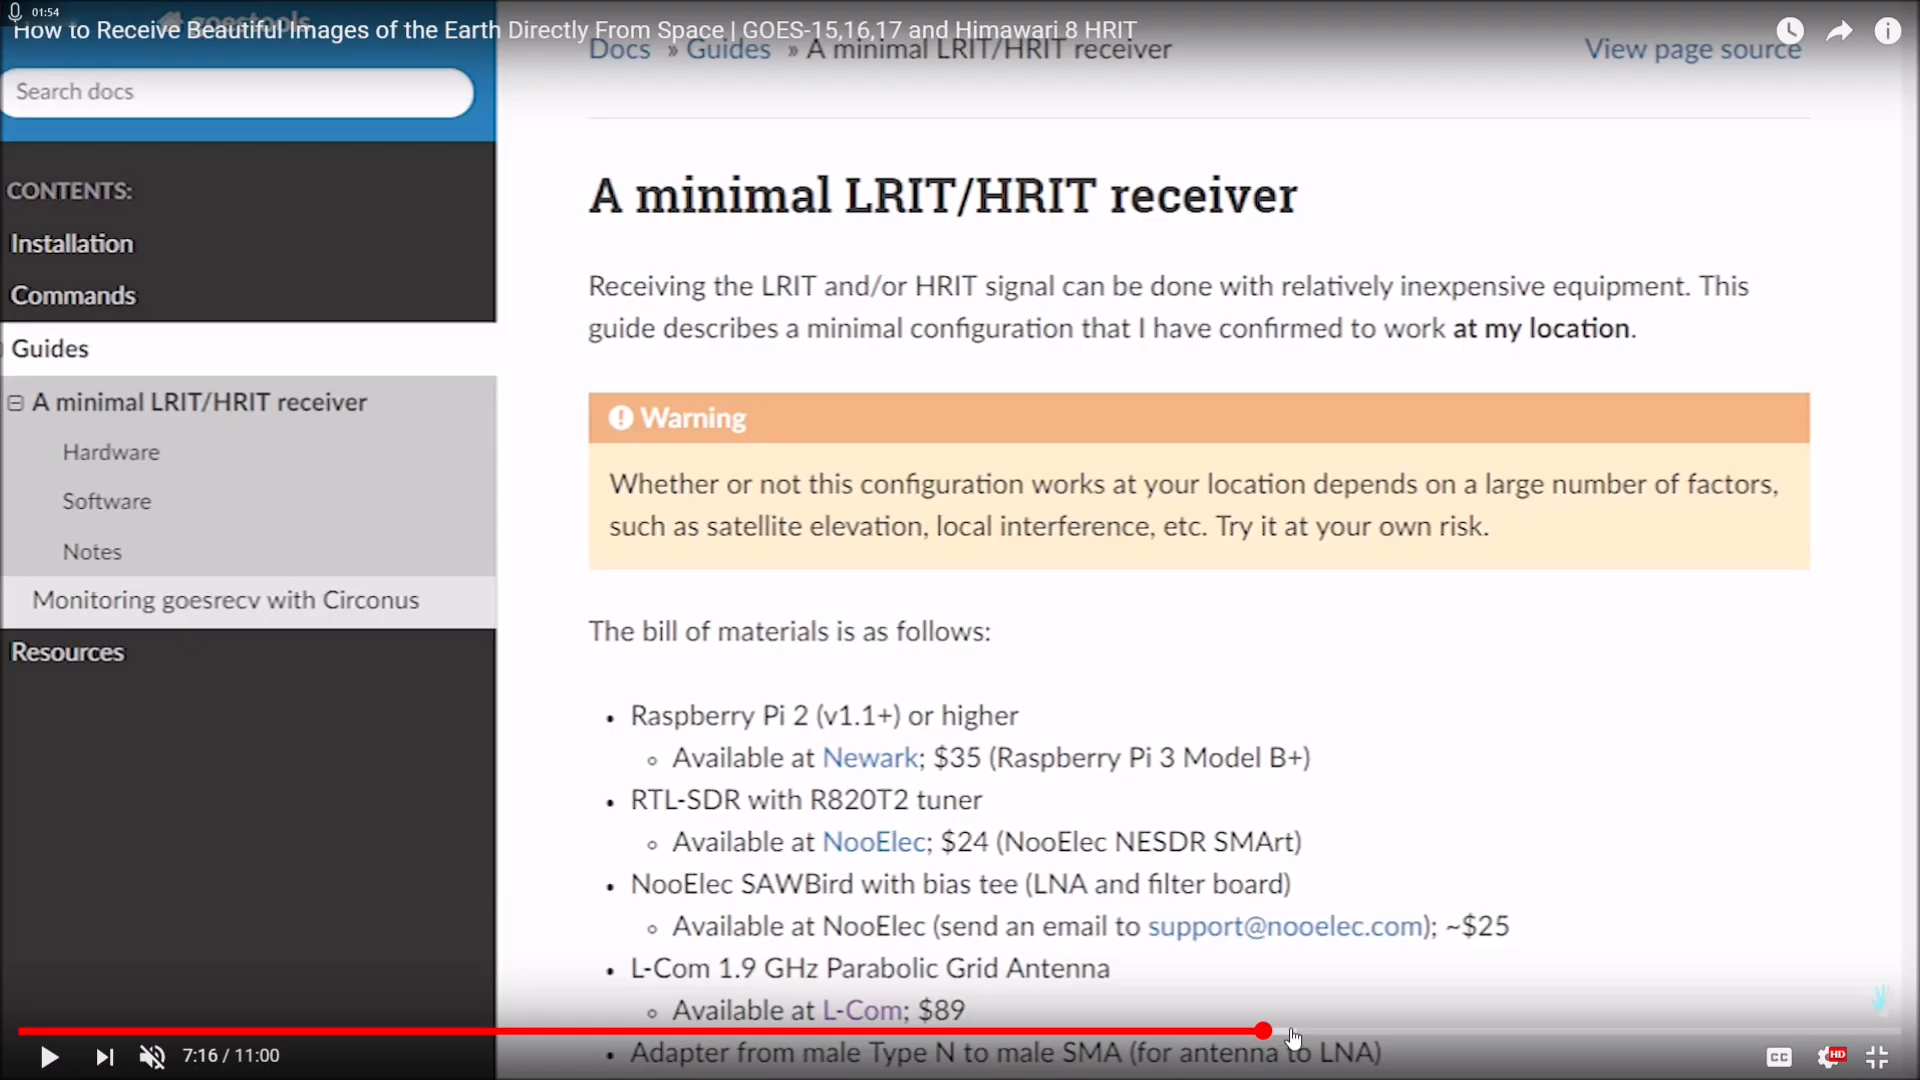 01:54
goestools
How to Receive Beautiful Images of the Earth Directly From Space | GOES-15,16,17 and Himawari 8 HRIT
Docs » Guides » A minimal LRIT/HRIT receiver
View page source
Search docs
CONTENTS:
Installation
Commands
Guides
A minimal LRIT/HRIT receiver
Hardware
Software
Notes
Monitoring goesrecv with Circonus
Resources
A minimal LRIT/HRIT receiver
Receiving the LRIT and/or HRIT signal can be done with relatively inexpensive equipment. This
guide describes a minimal configuration that I have confirmed to work at my location.
Warning
Whether or not this configuration works at your location depends on a large number of factors,
such as satellite elevation, local interference, etc. Try it at your own risk.
The bill of materials is as follows:
• Raspberry Pi 2 (v1.1+) or higher
◦ Available at Newark; $35 (Raspberry Pi 3 Model B+)
• RTL-SDR with R820T2 tuner
◦ Available at NooElec; $24 (NooElec NESDR SMArt)
• NooElec SAWBird with bias tee (LNA and filter board)
◦ Available at NooElec (send an email to support@nooelec.com); ~$25
• L-Com 1.9 GHz Parabolic Grid Antenna
◦ Available at L-Com; $89
• Adapter from male Type N to male SMA (for antenna to LNA)
7:16 / 11:00
CC
HD